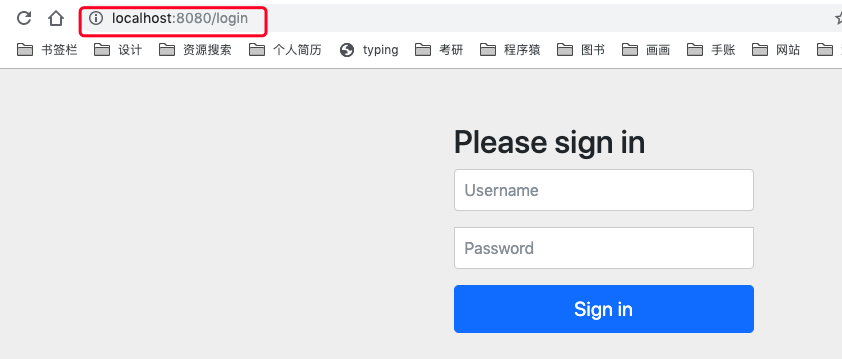 localhost:8080/login
书签栏 设计 资源搜索 个人简历 typing 考研 程序猿 图书 画画 手账 网站
Please sign in
Username
Password
Sign in